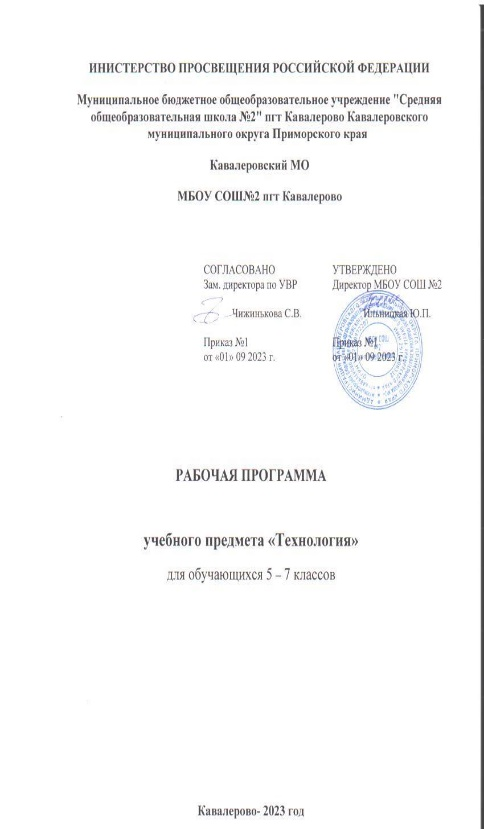 ИНИСТЕРСТВО ПРОСВЕЩЕНИЯ РОССИЙСКОЙ ФЕДЕРАЦИИ
Муниципальное бюджетное общеобразовательное учреждение "Средняя
общеобразовательная школа №2" пгт Кавалерово Кавалеровского
муниципального округа Приморского края
Кавалеровский МО
МБОУ СОШ№2 пгт Кавалерово
СОГЛАСОВАНО
Зам. директора по УВР
Чижинькова С.В.
Приказ №1
от «01» 09 2023 г.
УТВЕРЖДЕНО
Директор МБОУ СОШ №2
Ильницкая Ю.П.
Приказ №1
от «01» 09 2023 г.
РАБОЧАЯ ПРОГРАММА
учебного предмета «Технология»
для обучающихся 5 – 7 классов
Кавалерово- 2023 год